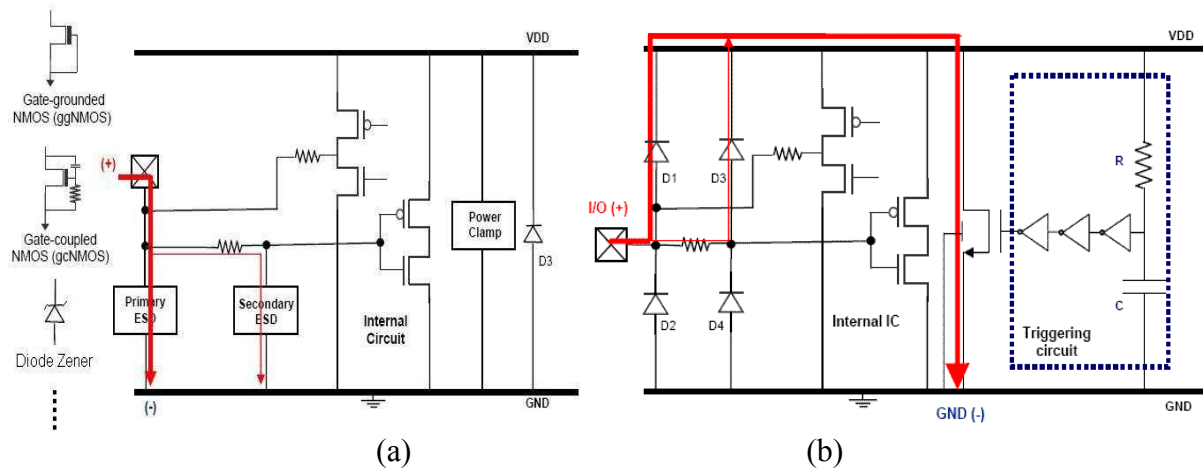 Gate-grounded
NMOS (ggNMOS)
Gate-coupled
NMOS (gcNMOS)
Diode Zener
VDD
(+)
Primary
ESD
Secondary
ESD
Internal
Circuit
Power
Clamp
D3
(-)
GND
(a)
VDD
D1
D3
I/O (+)
D2
D4
Internal IC
R
C
Triggering
circuit
GND (-)
GND
(b)